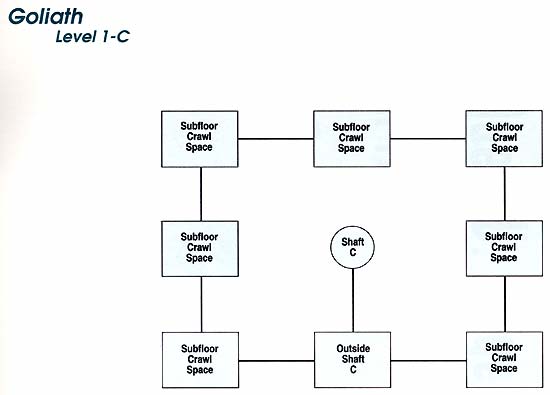 Goliath
Level 1-C
Subfloor
Crawl
Space
Subfloor
Crawl
Space
Subfloor
Crawl
Space
Subfloor
Crawl
Space
Shaft
C
Subfloor
Crawl
Space
Subfloor
Crawl
Space
Outside
Shaft
C
Subfloor
Crawl
Space